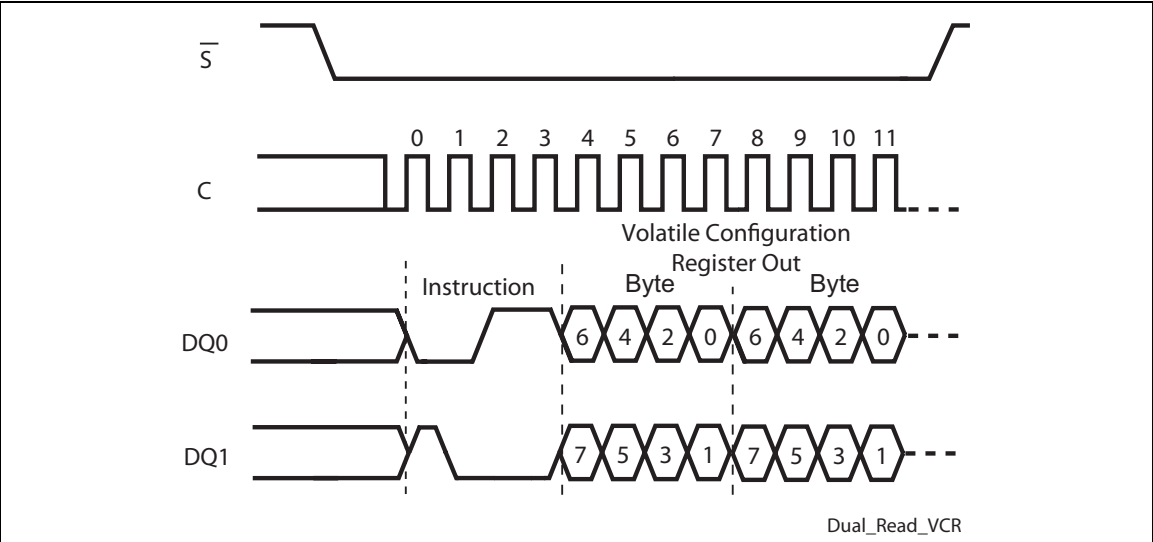 S̅
0 1 2 3 4 5 6 7 8 9 10 11
C
Volatile Configuration
Register Out
Instruction Byte Byte
DQ0 6 4 2 0 6 4 2 0
DQ1 7 5 3 1 7 5 3 1
Dual_Read_VCR